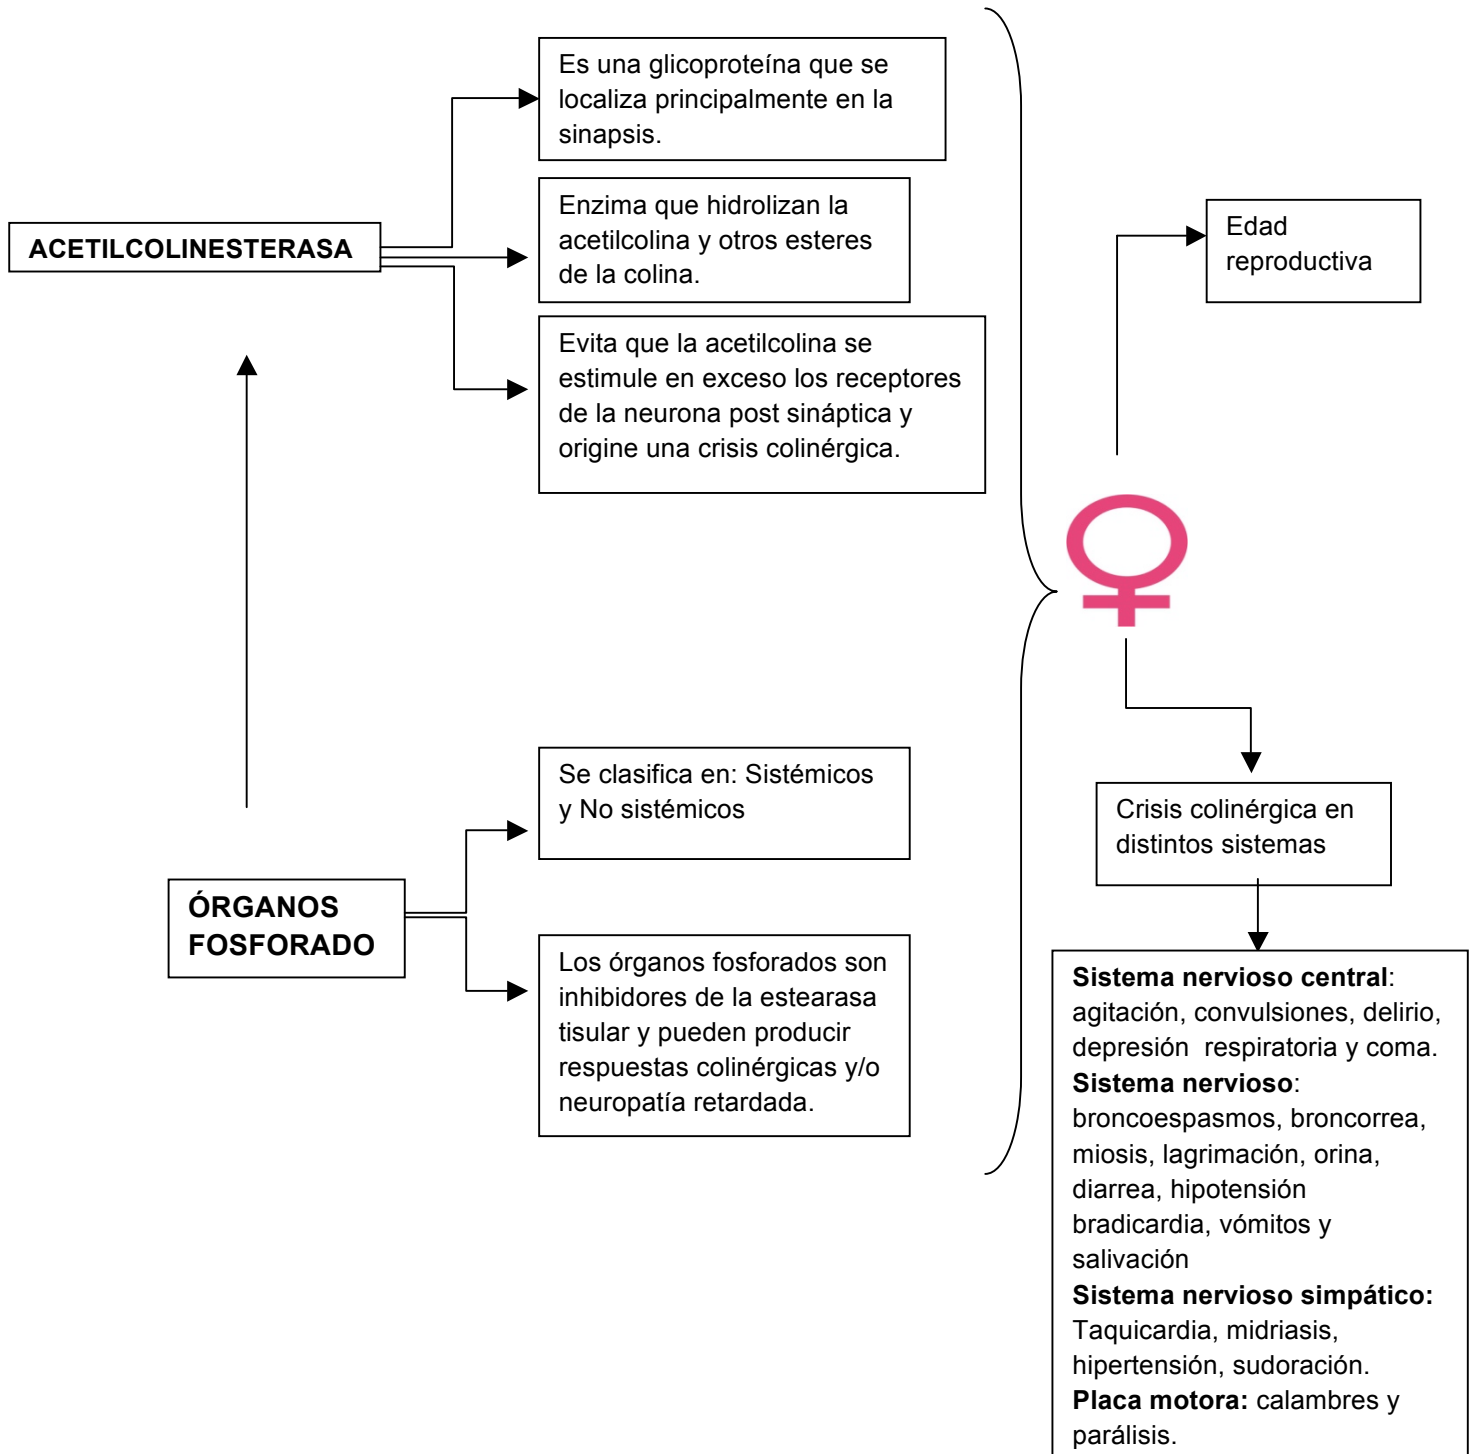 Es una glicoproteína que se
localiza principalmente en la
sinapsis.
ACETILCOLINESTERASA
Enzima que hidrolizan la
acetilcolina y otros esteres
de la colina.
Evita que la acetilcolina se
estimule en exceso los receptores
de la neurona post sináptica y
origine una crisis colinérgica.
Edad
reproductiva
Se clasifica en: Sistémicos
y No sistémicos
ÓRGANOS
FOSFORADO
Los órganos fosforados son
inhibidores de la estearasa
tisular y pueden producir
respuestas colinérgicas y/o
neuropatía retardada.
Crisis colinérgica en
distintos sistemas
Sistema nervioso central:
agitación, convulsiones, delirio,
depresión respiratoria y coma.
Sistema nervioso:
broncoespasmos, broncorrea,
miosis, lagrimación, orina,
diarrea, hipotensión
bradicardia, vómitos y
salivación
Sistema nervioso simpático:
Taquicardia, midriasis,
hipertensión, sudoración.
Placa motora: calambres y
parálisis.